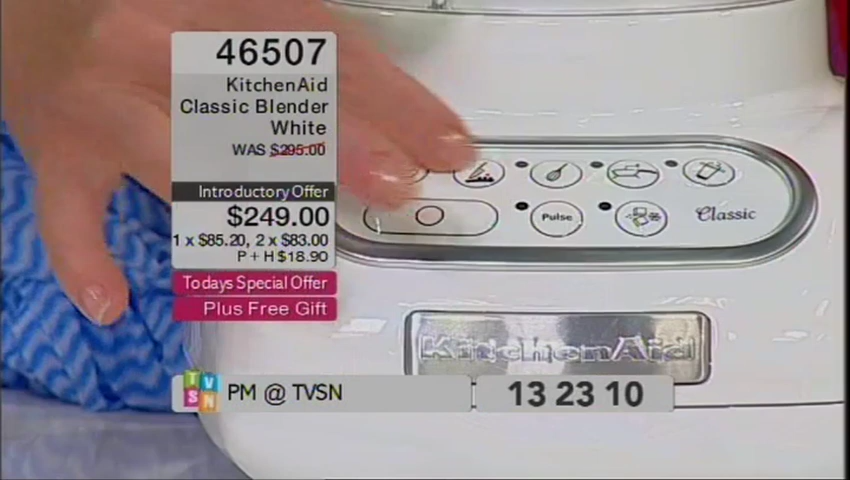 46507
KitchenAid
Classic Blender
White
WAS $295.00
Introductory Offer
$249.00
1 x $85.20, 2 x $83.00
P + H $18.90
Todays Special Offer
Plus Free Gift
Pulse
Classic
KitchenAid
TVSN
PM @ TVSN
13 23 10